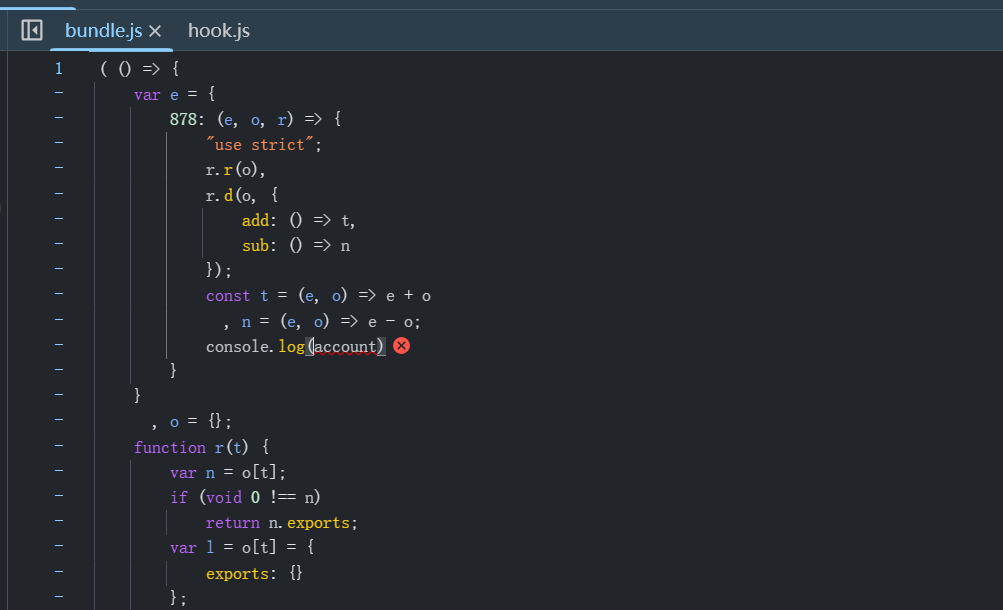 bundle.js × hook.js
1 ( () => {
- var e = {
- 878: (e, o, r) => {
- "use strict";
- r.r(o),
- r.d(o, {
- add: () => t,
- sub: () => n
- });
- const t = (e, o) => e + o
- , n = (e, o) => e - o;
- console.log(account)
- }
- }
- , o = {};
- function r(t) {
- var n = o[t];
- if (void 0 !== n)
- return n.exports;
- var l = o[t] = {
- exports: {}
- };